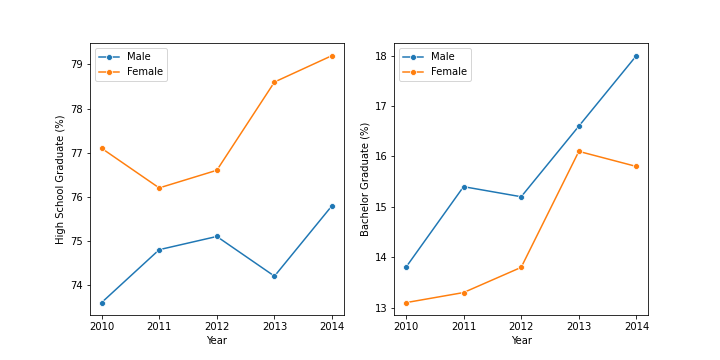 Male
Female
High School Graduate (%)
79
78
77
76
75
74
2010 2011 2012 2013 2014
Year
Male
Female
Bachelor Graduate (%)
18
17
16
15
14
13
2010 2011 2012 2013 2014
Year